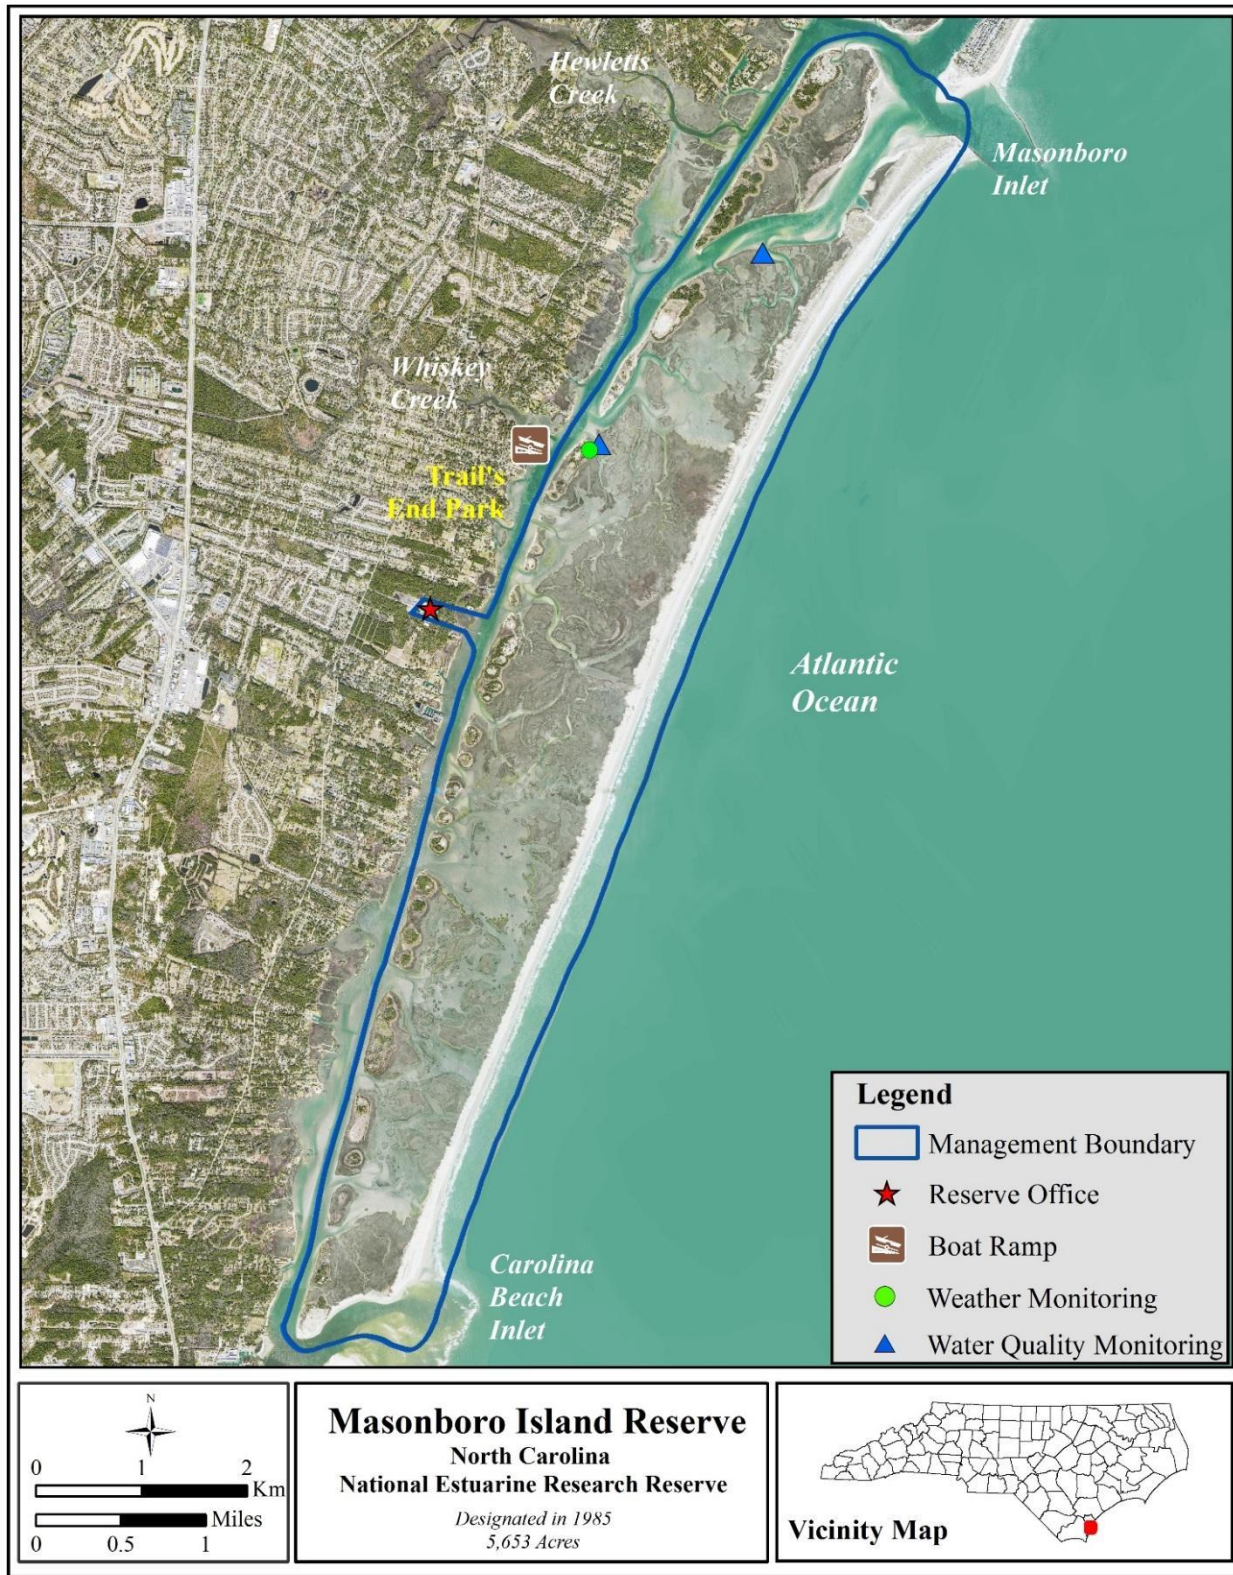 Hewletts
Creek
Masonboro
Inlet
Whiskey
Creek
Trail's
End Park
Atlantic
Ocean
Carolina
Beach
Inlet
Legend
Management Boundary
Reserve Office
Boat Ramp
Weather Monitoring
Water Quality Monitoring
N
0 1 2
Km
Miles
0 0.5 1
Masonboro Island Reserve
North Carolina
National Estuarine Research Reserve
Designated in 1985
5,653 Acres
Vicinity Map